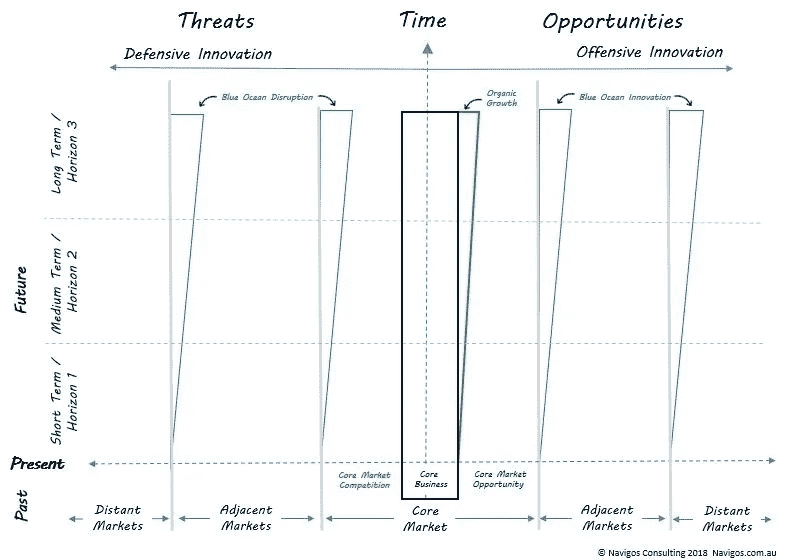 Threats
Time
Opportunities
Defensive Innovation
Offensive Innovation
Blue Ocean Disruption
Organic
Growth
Blue Ocean Innovation
Long Term /
Horizon 3
Medium Term /
Horizon 2
Short Term /
Horizon 1
Future
Present
Past
Core Market
Competition
Core
Business
Core Market
Opportunity
Distant
Markets
Adjacent
Markets
Core
Market
Adjacent
Markets
Distant
Markets
© Navigos Consulting 2018 Navigos.com.au